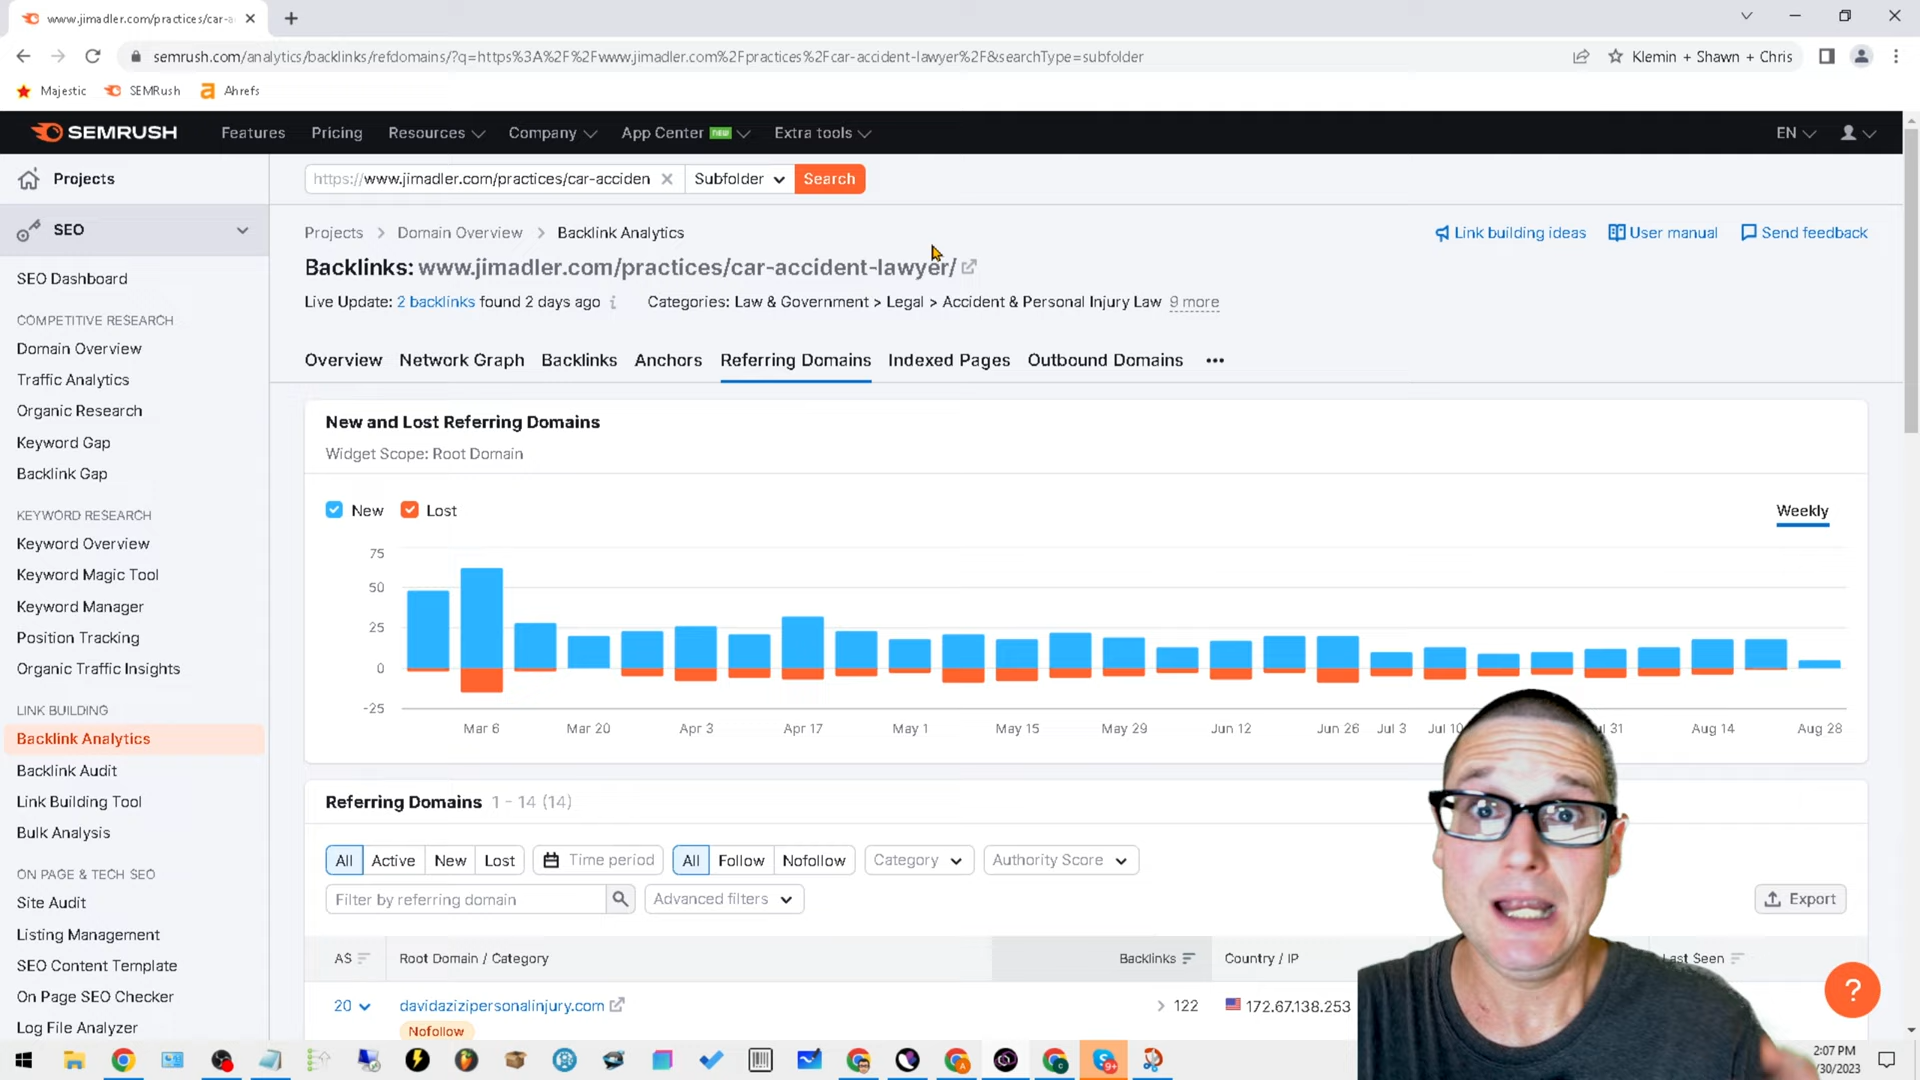 www.jimadler.com/practices/car-a
semrush.com/analytics/backlinks/refdomains/?q=https%3A%2F%2Fwww.jimadler.com%2Fpractices%2Fcar-accident-lawyer%2F&searchType=subfolder
Klemin + Shawn + Chris
Majestic
SEMRush
Ahrefs
SEMRUSH
Features
Pricing
Resources
Company
App Center new
Extra tools
EN
Projects
https://www.jimadler.com/practices/car-acciden
Subfolder
Search
SEO
Projects > Domain Overview > Backlink Analytics
Link building ideas
User manual
Send feedback
Backlinks: www.jimadler.com/practices/car-accident-lawyer/
Live Update: 2 backlinks found 2 days ago i
Categories: Law & Government > Legal > Accident & Personal Injury Law 9 more
Overview
Network Graph
Backlinks
Anchors
Referring Domains
Indexed Pages
Outbound Domains
SEO Dashboard
COMPETITIVE RESEARCH
Domain Overview
Traffic Analytics
Organic Research
Keyword Gap
Backlink Gap
KEYWORD RESEARCH
Keyword Overview
Keyword Magic Tool
Keyword Manager
Position Tracking
Organic Traffic Insights
LINK BUILDING
Backlink Analytics
Backlink Audit
Link Building Tool
Bulk Analysis
ON PAGE & TECH SEO
Site Audit
Listing Management
SEO Content Template
On Page SEO Checker
Log File Analyzer
New and Lost Referring Domains
Widget Scope: Root Domain
New
Lost
Weekly
75
50
25
0
-25
Mar 6
Mar 20
Apr 3
Apr 17
May 1
May 15
May 29
Jun 12
Jun 26
Jul 3
Jul 10
31
Aug 14
Aug 28
Referring Domains 1 - 14 (14)
All
Active
New
Lost
Time period
All
Follow
Nofollow
Category
Authority Score
Filter by referring domain
Advanced filters
Export
AS
Root Domain / Category
Backlinks
Country / IP
Last Seen
20
davidazizipersonalinjury.com
> 122
172.67.138.253
Nofollow
?
9+
2:07 PM
/30/2023